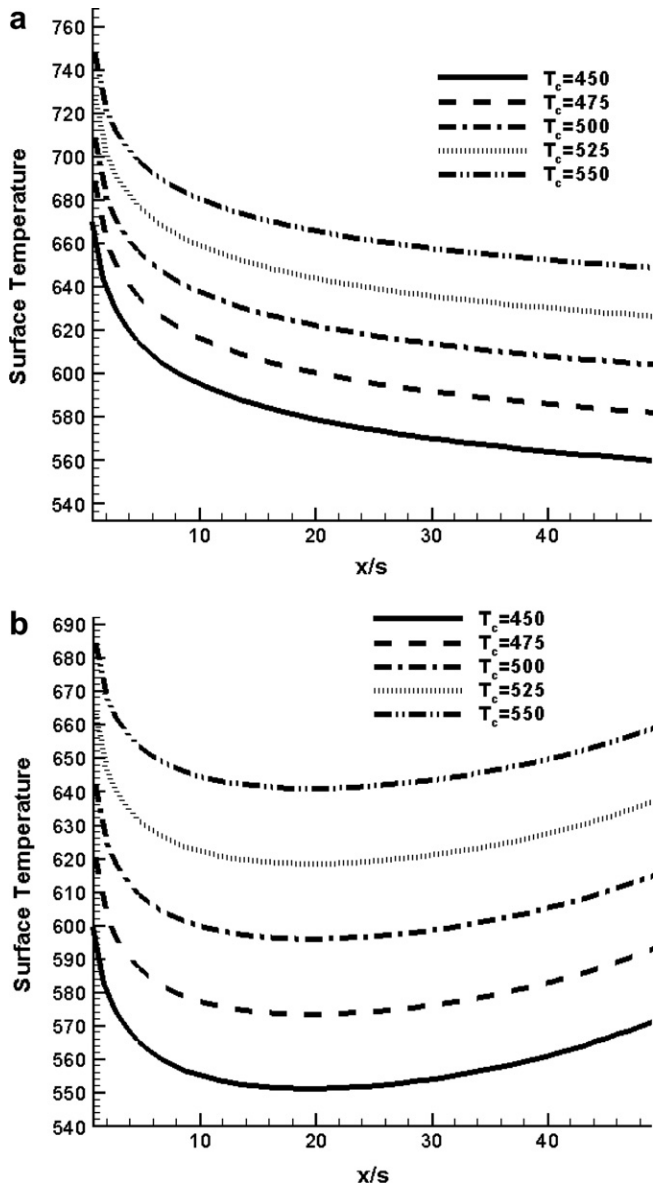 a
760
740
720
700
680
660
640
620
600
580
560
540
Surface Temperature
T_c=450
T_c=475
T_c=500
T_c=525
T_c=550
10 20 30 40
x/s
b
690
680
670
660
650
640
630
620
610
600
590
580
570
560
550
540
Surface Temperature
T_c=450
T_c=475
T_c=500
T_c=525
T_c=550
10 20 30 40
x/s